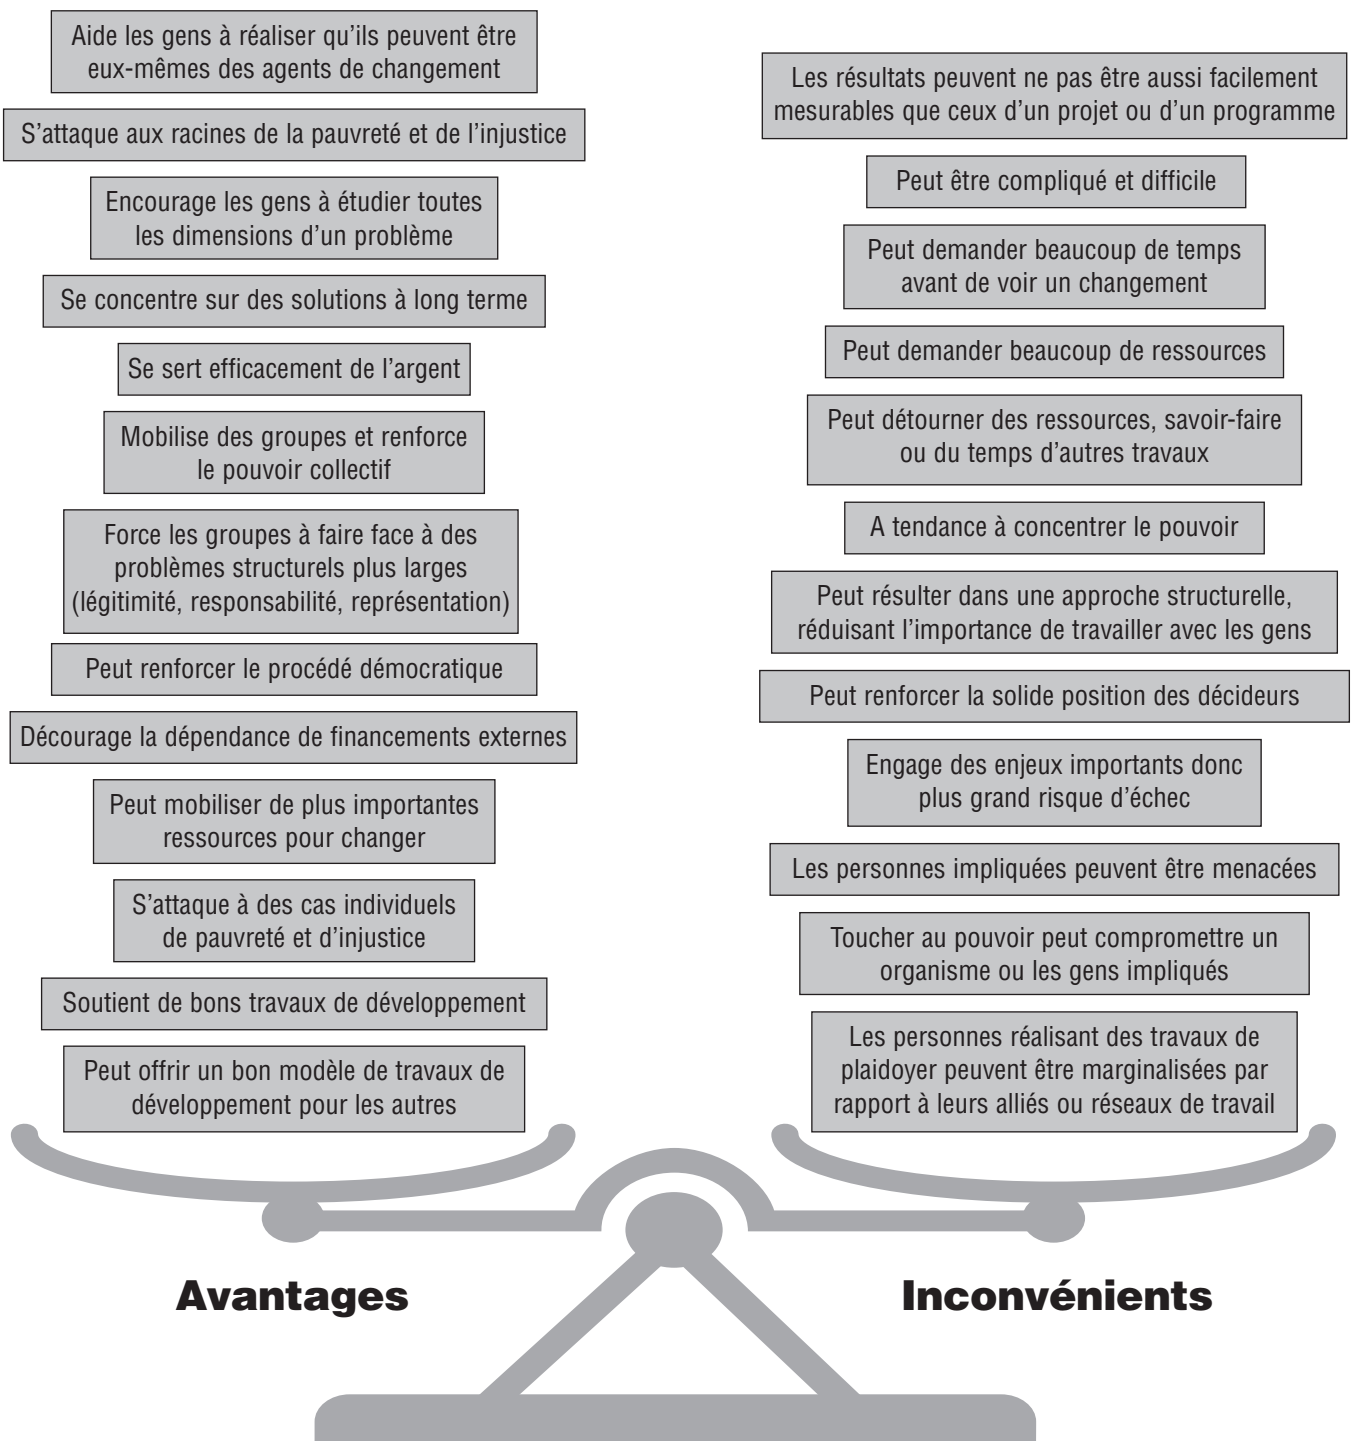 Aide les gens à réaliser qu'ils peuvent être
eux-mêmes des agents de changement
S'attaque aux racines de la pauvreté et de l'injustice
Encourage les gens à étudier toutes
les dimensions d'un problème
Se concentre sur des solutions à long terme
Se sert efficacement de l'argent
Mobilise des groupes et renforce
le pouvoir collectif
Force les groupes à faire face à des
problèmes structurels plus larges
(légitimité, responsabilité, représentation)
Peut renforcer le procédé démocratique
Décourage la dépendance de financements externes
Peut mobiliser de plus importantes
ressources pour changer
S'attaque à des cas individuels
de pauvreté et d'injustice
Soutient de bons travaux de développement
Peut offrir un bon modèle de travaux de
développement pour les autres
Avantages
Les résultats peuvent ne pas être aussi facilement
mesurables que ceux d'un projet ou d'un programme
Peut être compliqué et difficile
Peut demander beaucoup de temps
avant de voir un changement
Peut demander beaucoup de ressources
Peut détourner des ressources, savoir-faire
ou du temps d'autres travaux
A tendance à concentrer le pouvoir
Peut résulter dans une approche structurelle,
réduisant l'importance de travailler avec les gens
Peut renforcer la solide position des décideurs
Engage des enjeux importants donc
plus grand risque d'échec
Les personnes impliquées peuvent être menacées
Toucher au pouvoir peut compromettre un
organisme ou les gens impliqués
Les personnes réalisant des travaux de
plaidoyer peuvent être marginalisées par
rapport à leurs alliés ou réseaux de travail
Inconvénients